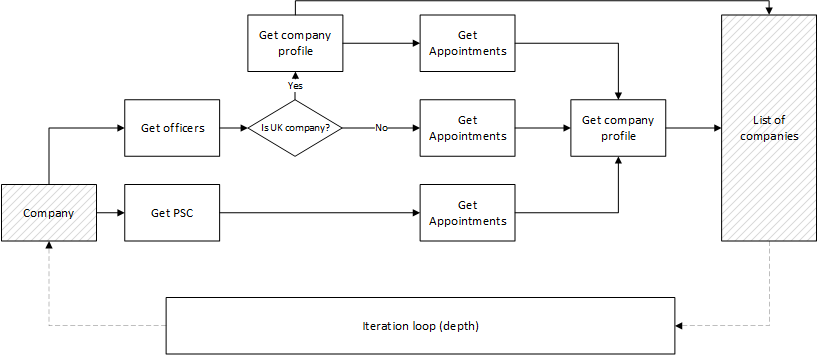 Get company
profile
Get
Appointments
Yes
Get officers
Is UK company?
No
Get
Appointments
Get company
profile
List of
companies
Company
Get PSC
Get
Appointments
Iteration loop (depth)